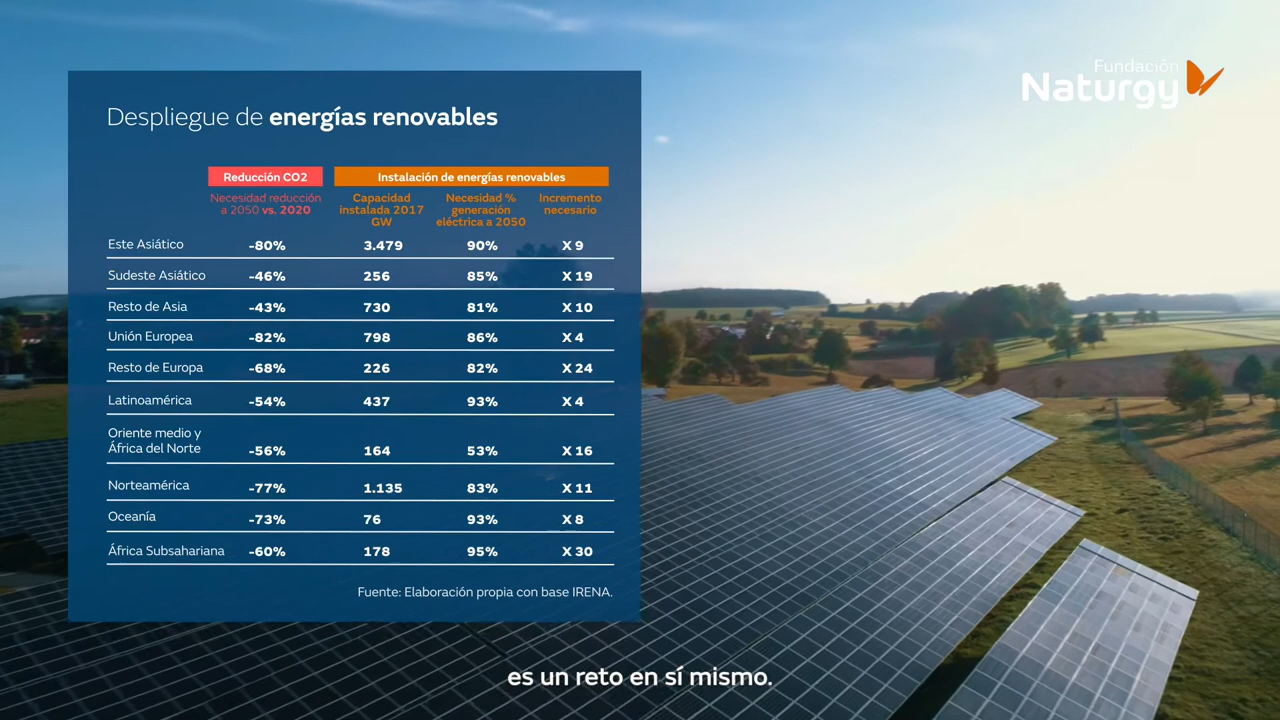 Fundación
Naturgy
Despliegue de energías renovables
Reducción CO2
Instalación de energías renovables
Necesidad reducción
a 2050 vs. 2020
Capacidad
instalada 2017
GW
Necesidad %
generación
eléctrica a 2050
Incremento
necesario
Este Asiático -80% 3.479 90% X 9
Sudeste Asiático -46% 256 85% X 19
Resto de Asia -43% 730 81% X 10
Unión Europea -82% 798 86% X 4
Resto de Europa -68% 226 82% X 24
Latinoamérica -54% 437 93% X 4
Oriente medio y
África del Norte -56% 164 53% X 16
Norteamérica -77% 1.135 83% X 11
Oceanía -73% 76 93% X 8
África Subsahariana -60% 178 95% X 30
Fuente: Elaboración propia con base IRENA.
es un reto en sí mismo.